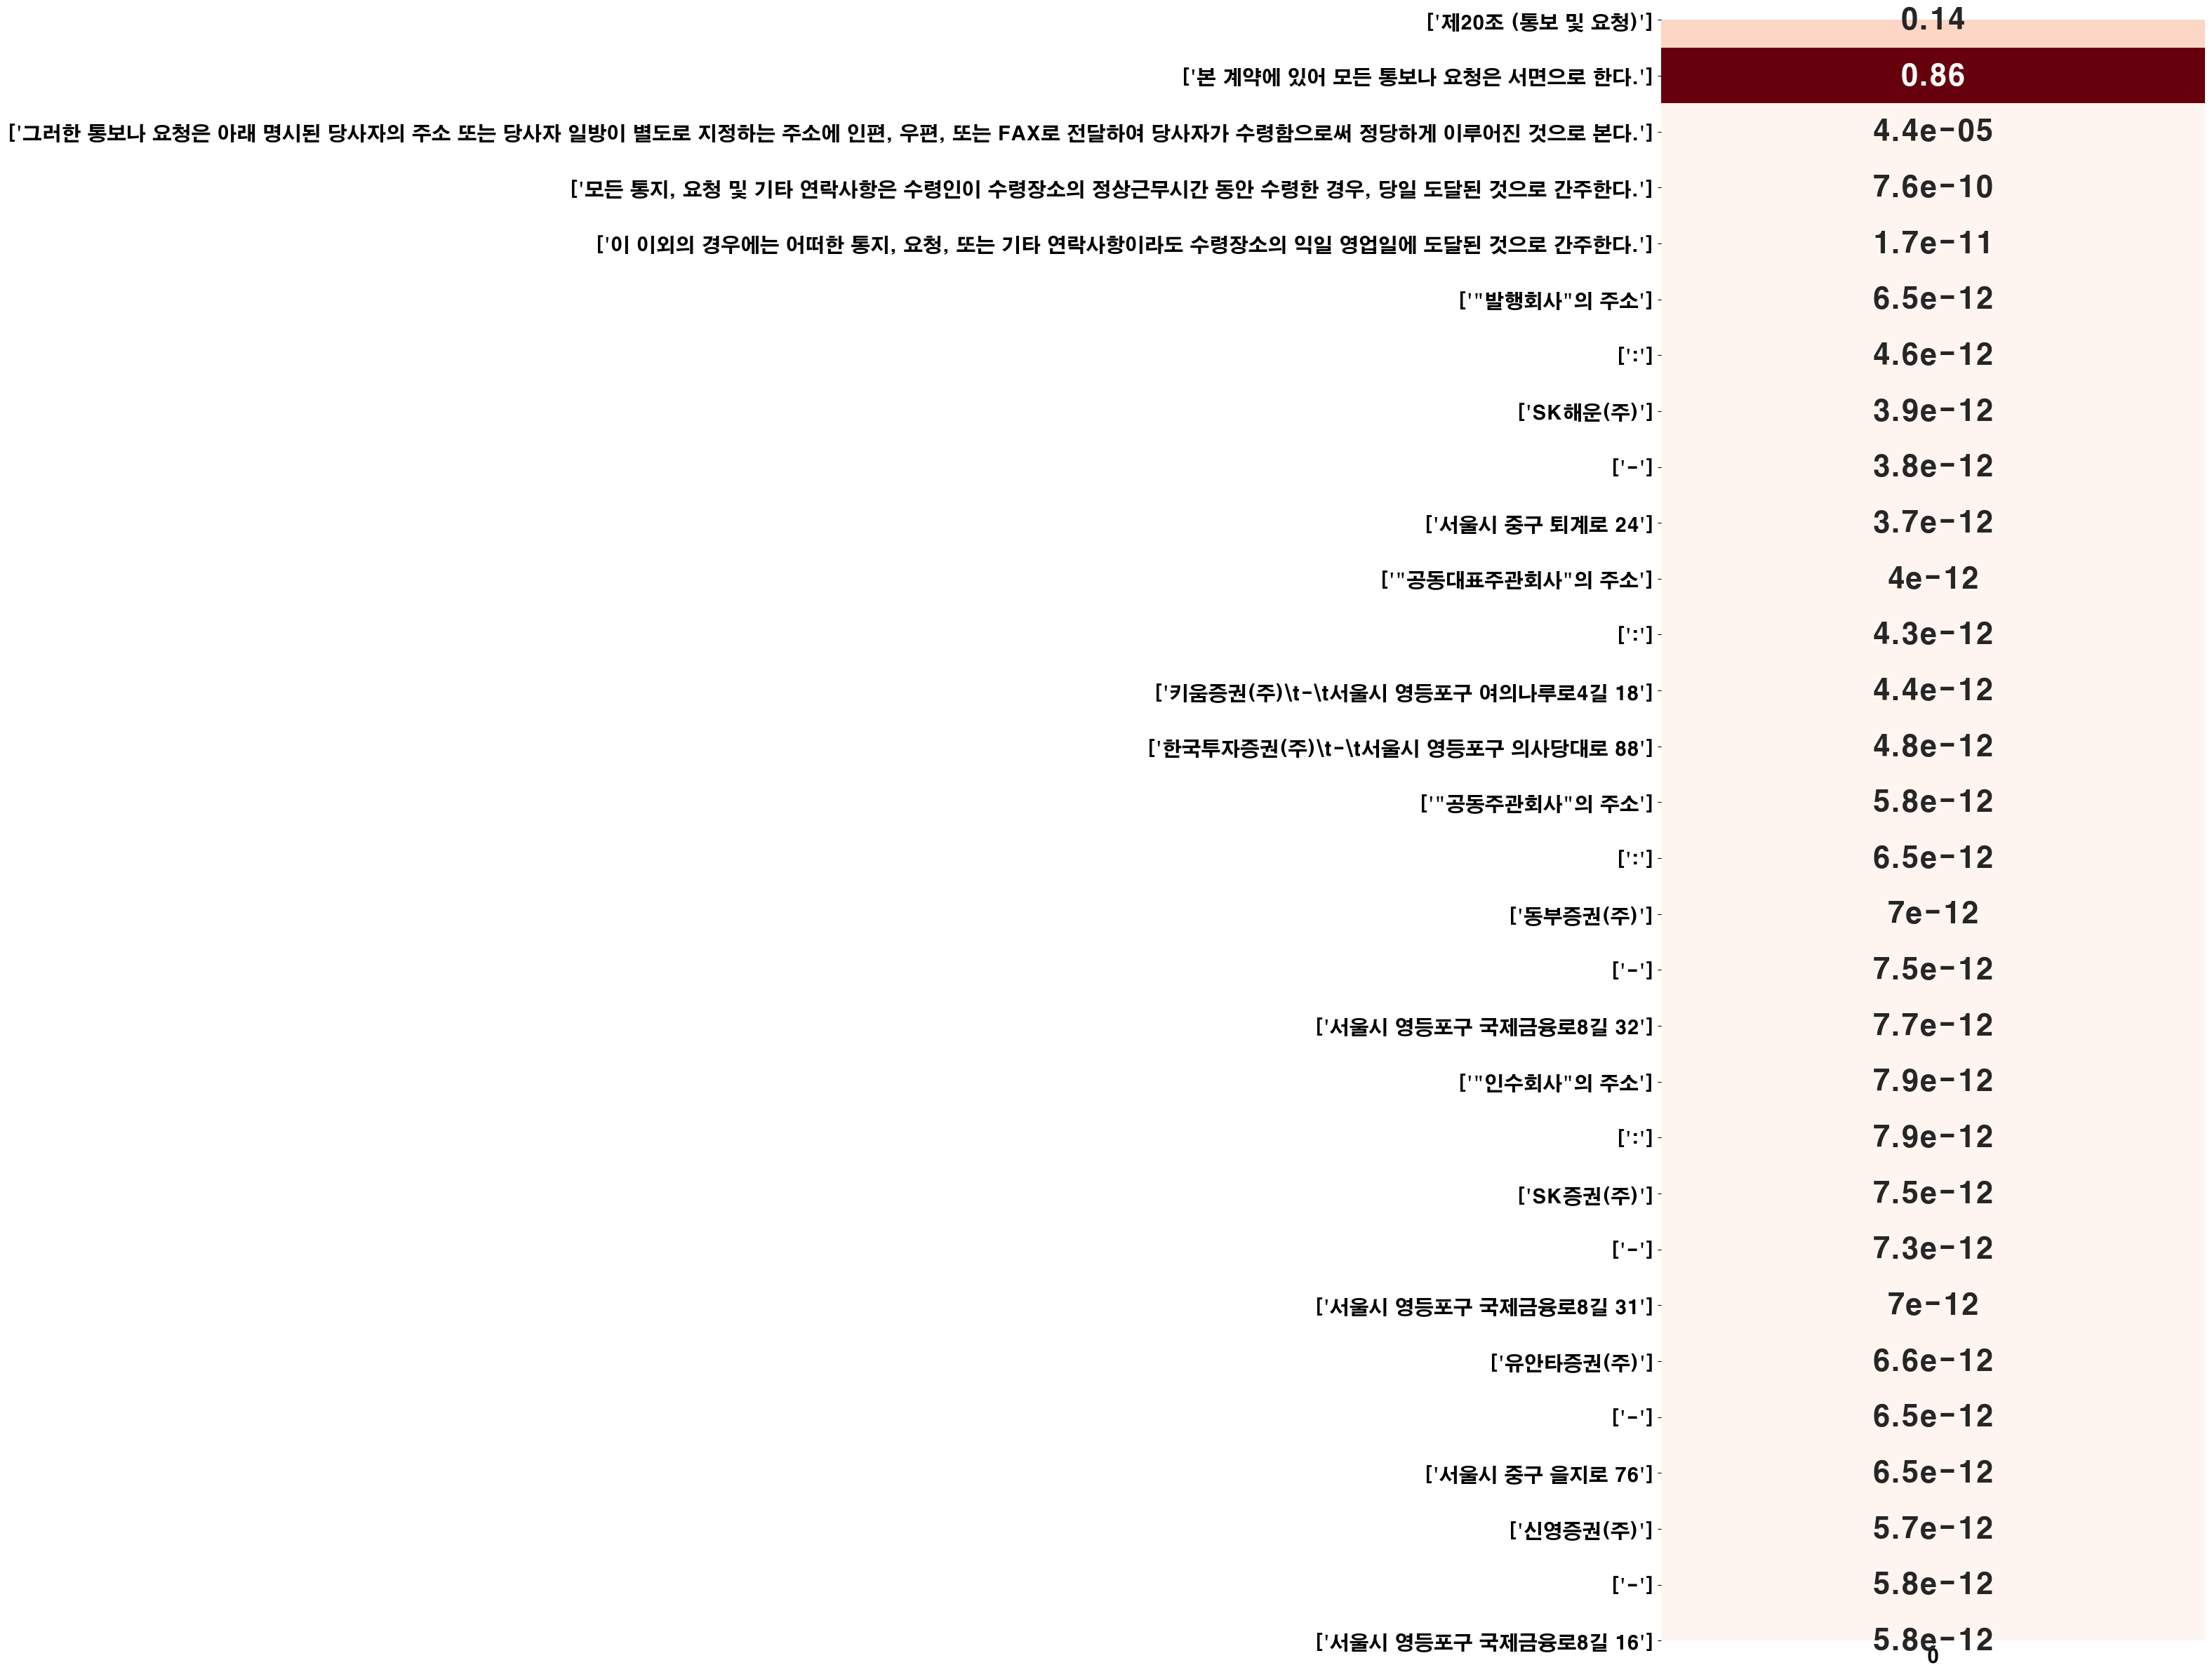 ['제20조 (통보 및 요청)'] 0.14
['본 계약에 있어 모든 통보나 요청은 서면으로 한다.'] 0.86
['그러한 통보나 요청은 아래 명시된 당사자의 주소 또는 당사자 일방이 별도로 지정하는 주소에 인편, 우편, 또는 FAX로 전달하여 당사자가 수령함으로써 정당하게 이루어진 것으로 본다.'] 4.4e-05
['모든 통지, 요청 및 기타 연락사항은 수령인이 수령장소의 정상근무시간 동안 수령한 경우, 당일 도달된 것으로 간주한다.'] 7.6e-10
['이 이외의 경우에는 어떠한 통지, 요청, 또는 기타 연락사항이라도 수령장소의 익일 영업일에 도달된 것으로 간주한다.'] 1.7e-11
['"발행회사"의 주소'] 6.5e-12
[':'] 4.6e-12
['SK해운(주)'] 3.9e-12
['-'] 3.8e-12
['서울시 중구 퇴계로 24'] 3.7e-12
['"공동대표주관회사"의 주소'] 4e-12
[':'] 4.3e-12
['키움증권(주)\t-\t서울시 영등포구 여의나루로4길 18'] 4.4e-12
['한국투자증권(주)\t-\t서울시 영등포구 의사당대로 88'] 4.8e-12
['"공동주관회사"의 주소'] 5.8e-12
[':'] 6.5e-12
['동부증권(주)'] 7e-12
['-'] 7.5e-12
['서울시 영등포구 국제금융로8길 32'] 7.7e-12
['"인수회사"의 주소'] 7.9e-12
[':'] 7.9e-12
['SK증권(주)'] 7.5e-12
['-'] 7.3e-12
['서울시 영등포구 국제금융로8길 31'] 7e-12
['유안타증권(주)'] 6.6e-12
['-'] 6.5e-12
['서울시 중구 을지로 76'] 6.5e-12
['신영증권(주)'] 5.7e-12
['-'] 5.8e-12
['서울시 영등포구 국제금융로8길 16'] 5.8e-12
0